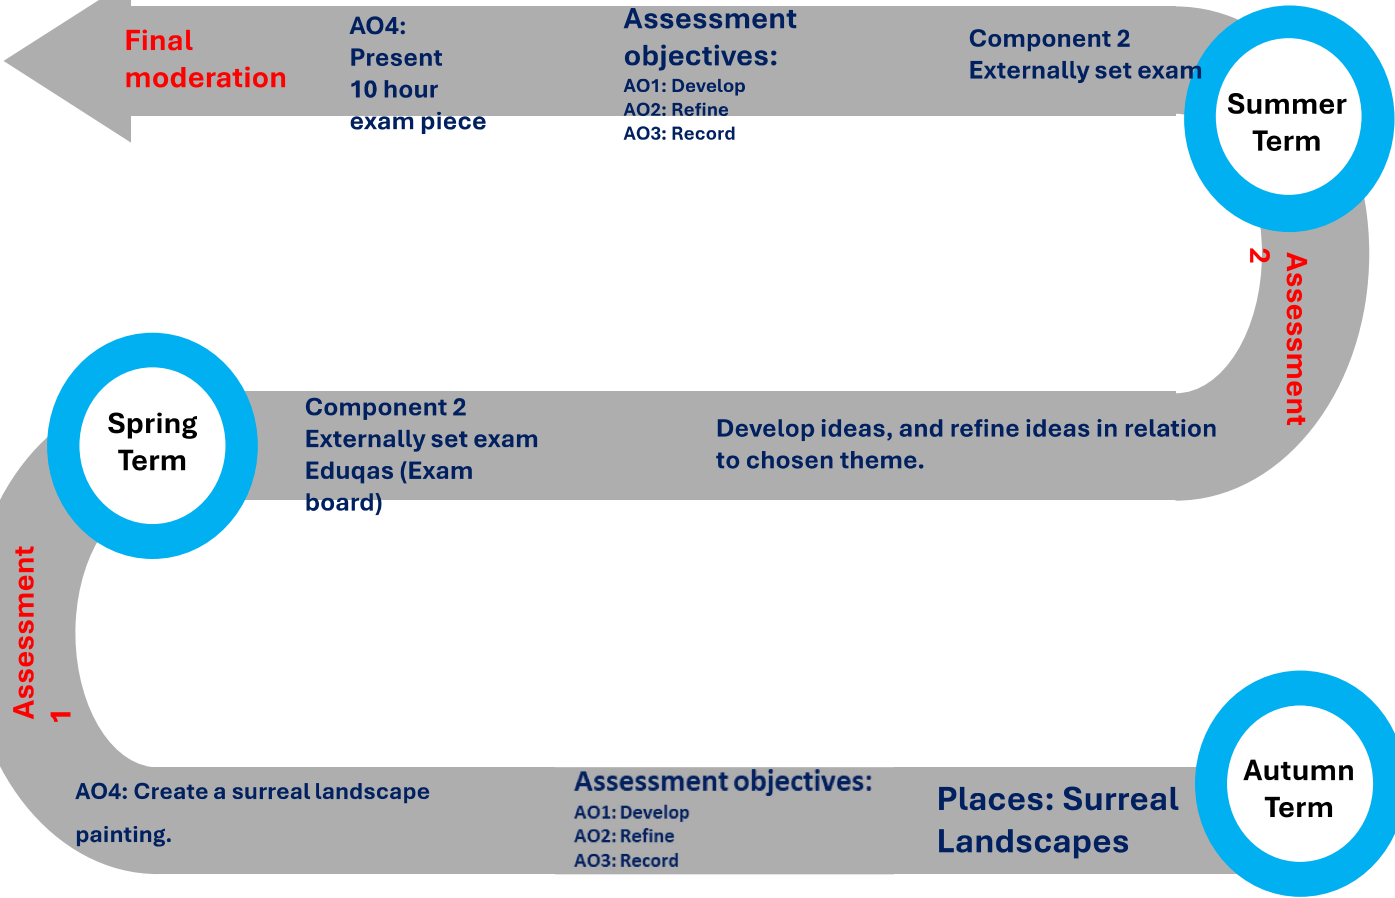 Final
moderation
AO4:
Present
10 hour
exam piece
Assessment
objectives:
AO1: Develop
AO2: Refine
AO3: Record
Component 2
Externally set exam
Summer
Term
Assessment
2
Spring
Term
Component 2
Externally set exam
Eduqas (Exam
board)
Develop ideas, and refine ideas in relation
to chosen theme.
Assessment
1
AO4: Create a surreal landscape
painting.
Assessment objectives:
AO1: Develop
AO2: Refine
AO3: Record
Places: Surreal
Landscapes
Autumn
Term